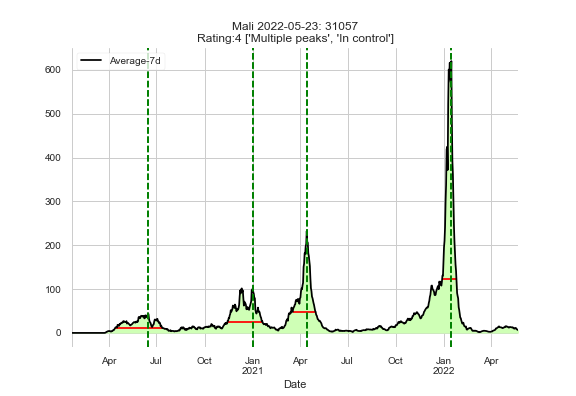 Mali 2022-05-23: 31057
Rating:4 ['Multiple peaks', 'In control']
Average-7d
600
500
400
300
200
100
0
Apr
Jul
Oct
Jan
2021
Apr
Jul
Oct
Jan
2022
Apr
Date